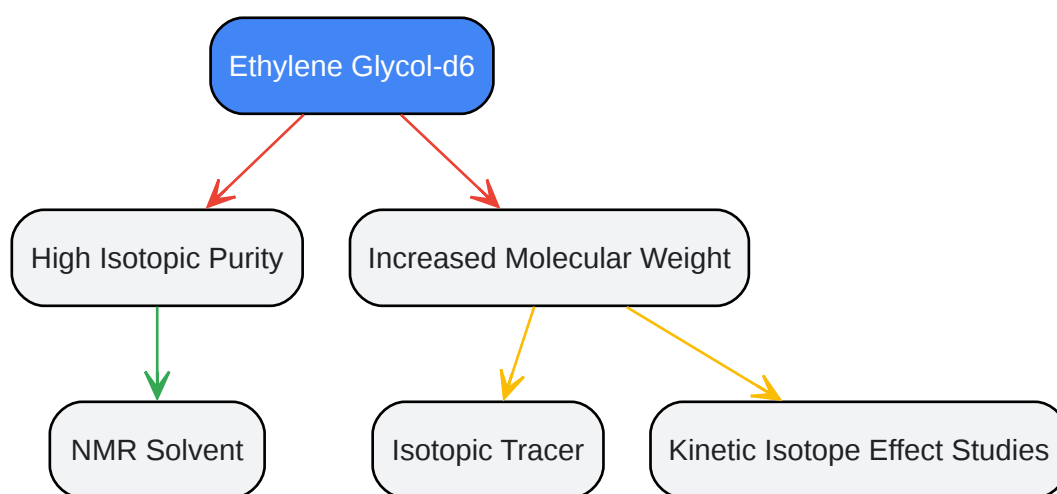 Ethylene Glycol-d6
High Isotopic Purity
Increased Molecular Weight
NMR Solvent
Isotopic Tracer
Kinetic Isotope Effect Studies